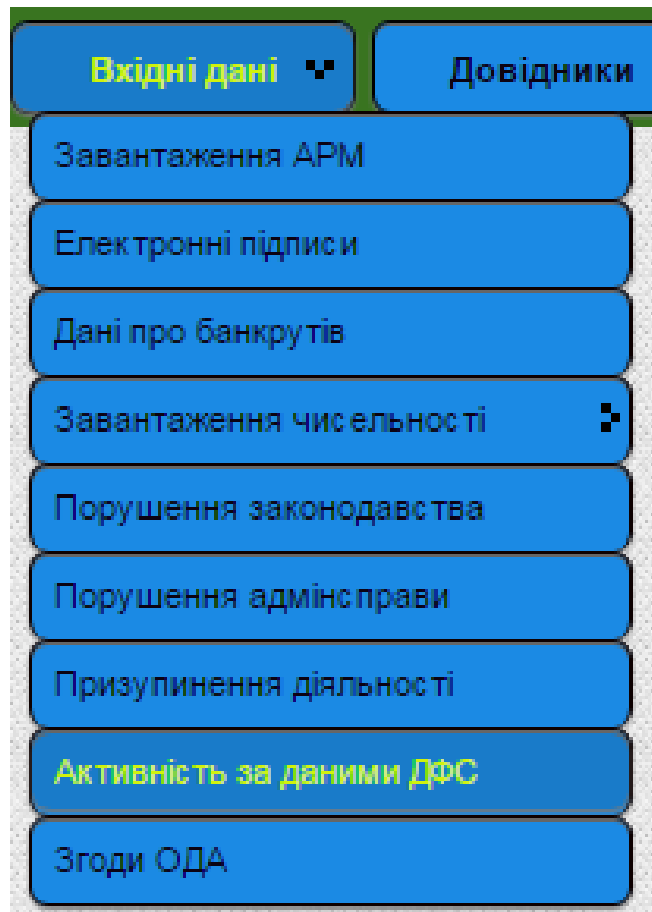 Вхідні дані Довідники
Завантаження АРМ
Електронні підписи
Дані про банкрутів
Завантаження чисельності
Порушення законодавства
Порушення адмінсправи
Призупинення діяльності
Активність за даними ДФС
Згоди ОДА